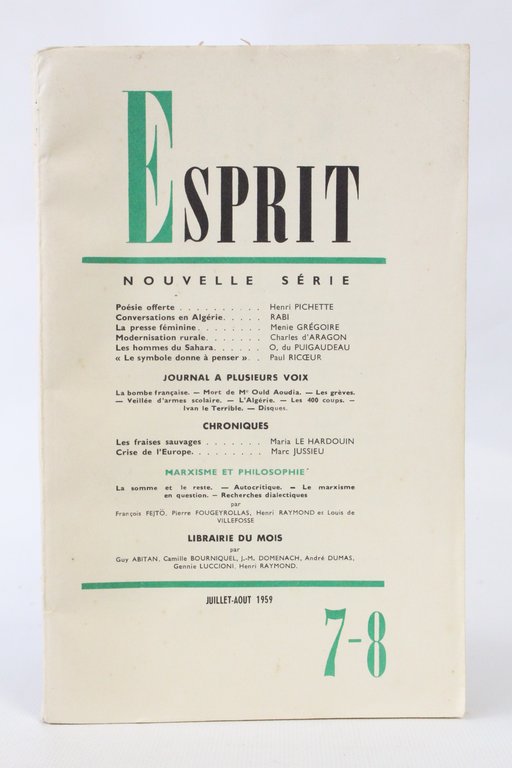 ESPRIT
NOUVELLE SÉRIE
Poésie offerte . . . . . . . . . . Henri PICHETTE
Conversations en Algérie. . . . . RABI
La presse féminine . . . . . . . . Menie GRÉGOIRE
Modernisation rurale. . . . . . . Charles d'ARAGON
Les hommes du Sahara. . . . . . O. du PUIGAUDEAU
« Le symbole donne à penser ». . Paul RICŒUR
JOURNAL A PLUSIEURS VOIX
La bombe française. — Mort de Me Ould Aoudia. — Les grèves.
— Veillée d'armes scolaire. — L'Algérie. — Les 400 coups. —
Ivan le Terrible. — Disques.
CHRONIQUES
Les fraises sauvages . . . . . . . Maria LE HARDOUIN
Crise de l'Europe. . . . . . . . . Marc JUSSIEU
MARXISME ET PHILOSOPHIE
La somme et le reste. — Autocritique. — Le marxisme
en question. — Recherches dialectiques
par
François FEJTÖ, Pierre FOUGEYROLLAS, Henri RAYMOND et Louis de
VILLEFOSSE
LIBRAIRIE DU MOIS
par
Guy ABITAN, Camille BOURNIQUEL, J.-M. DOMENACH, André DUMAS,
Gennie LUCCIONI, Henri RAYMOND.
JUILLET-AOUT 1959
7-8